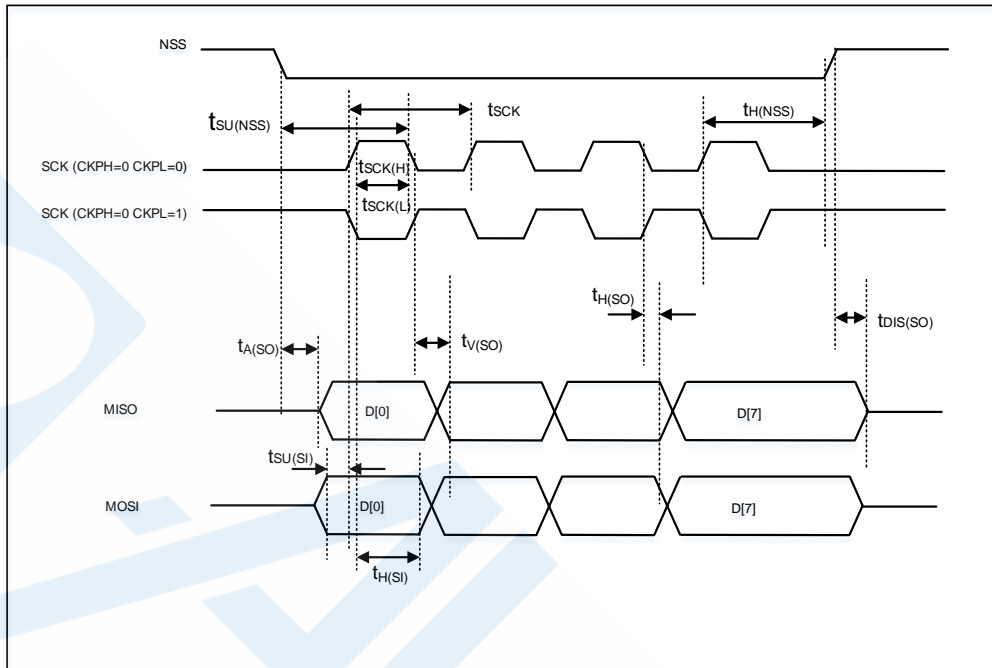 NSS
tSCK
tH(NSS)
tSU(NSS)
SCK (CKPH=0 CKPL=0)
tSCK(H)
tSCK(L)
SCK (CKPH=0 CKPL=1)
tH(SO)
tDIS(SO)
tA(SO)
tV(SO)
MISO
D[0]
D[7]
tSU(SI)
MOSI
D[0]
D[7]
tH(SI)